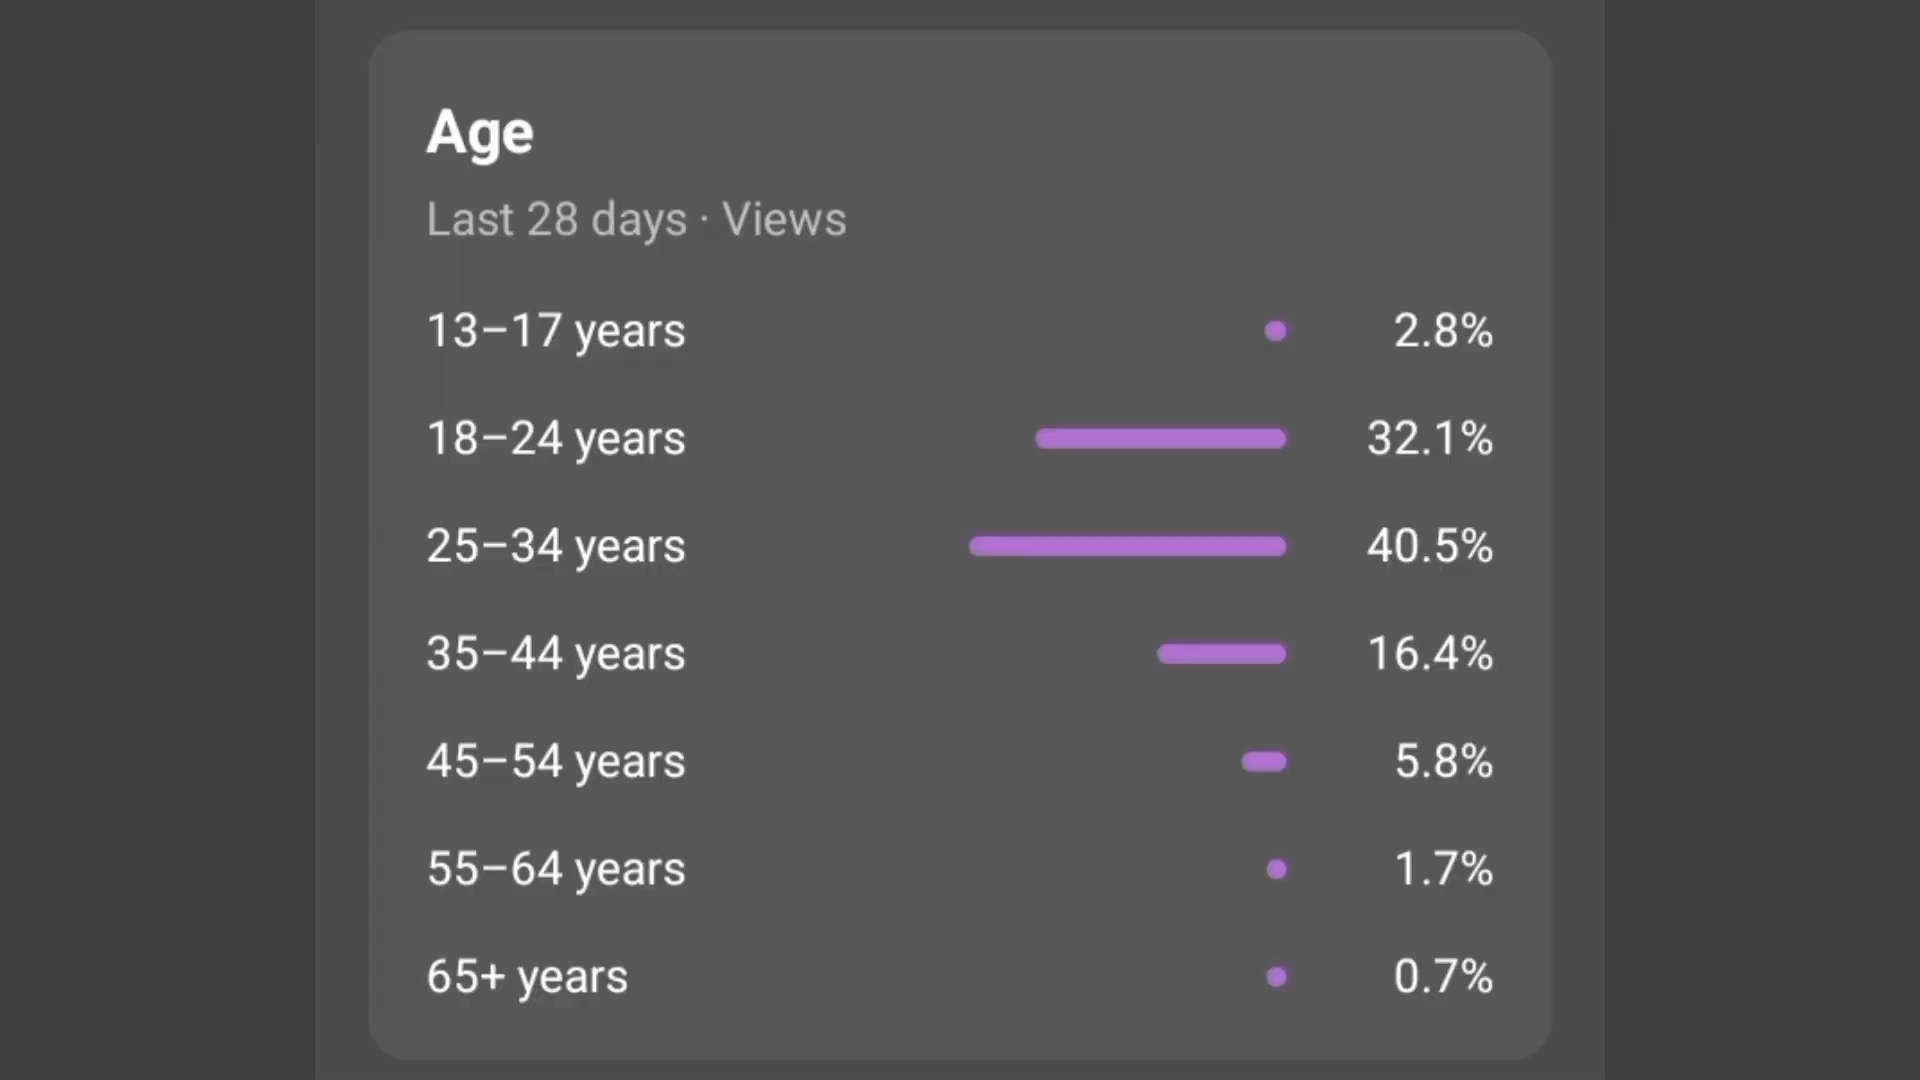 Age
Last 28 days · Views
13–17 years 2.8%
18–24 years 32.1%
25–34 years 40.5%
35–44 years 16.4%
45–54 years 5.8%
55–64 years 1.7%
65+ years 0.7%